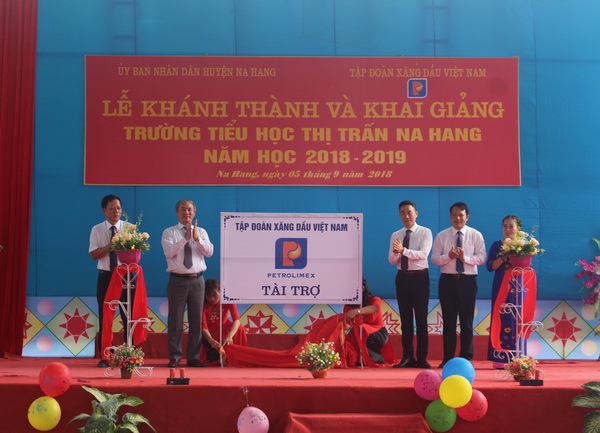 ỦY BAN NHÂN DÂN HUYỆN NA HANG
TẬP ĐOÀN XĂNG DẦU VIỆT NAM
P
LỄ KHÁNH THÀNH VÀ KHAI GIẢNG
TRƯỜNG TIỂU HỌC THỊ TRẤN NA HANG
NĂM HỌC 2018 - 2019
Na Hang, ngày 05 tháng 9 năm 2018
TẬP ĐOÀN XĂNG DẦU VIỆT NAM
P
PETROLIMEX
TÀI TRỢ